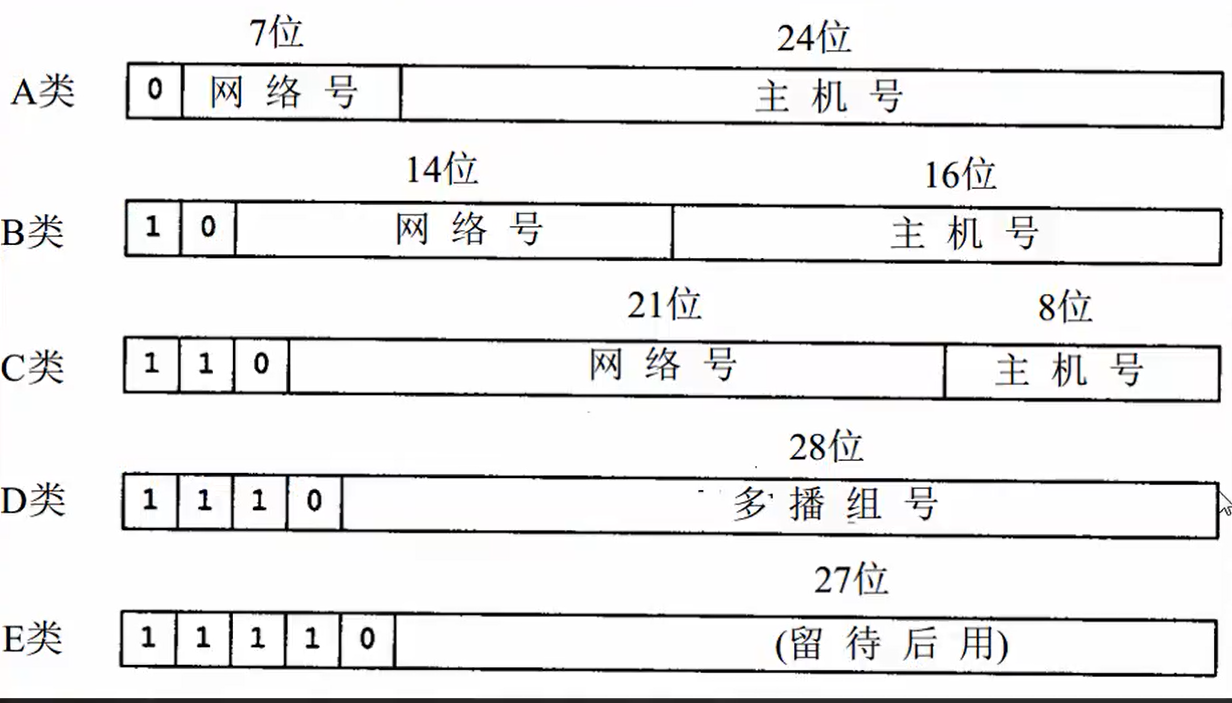 7位 24位
A类 0 网络号 主机号
14位 16位
B类 1 0 网络号 主机号
21位 8位
C类 1 1 0 网络号 主机号
28位
D类 1 1 1 0 多播组号
27位
E类 1 1 1 1 0 (留待后用)